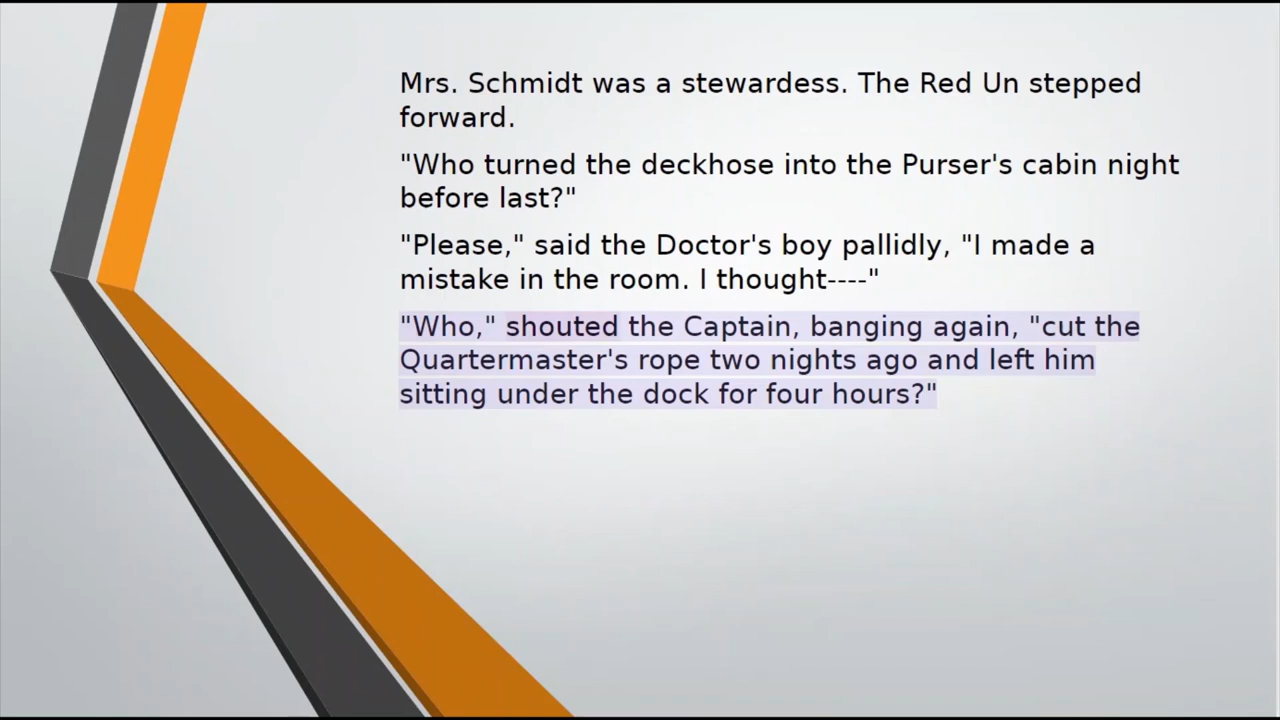 Mrs. Schmidt was a stewardess. The Red Un stepped
forward.
"Who turned the deckhose into the Purser's cabin night
before last?"
"Please," said the Doctor's boy pallidly, "I made a
mistake in the room. I thought----"
"Who," shouted the Captain, banging again, "cut the
Quartermaster's rope two nights ago and left him
sitting under the dock for four hours?"